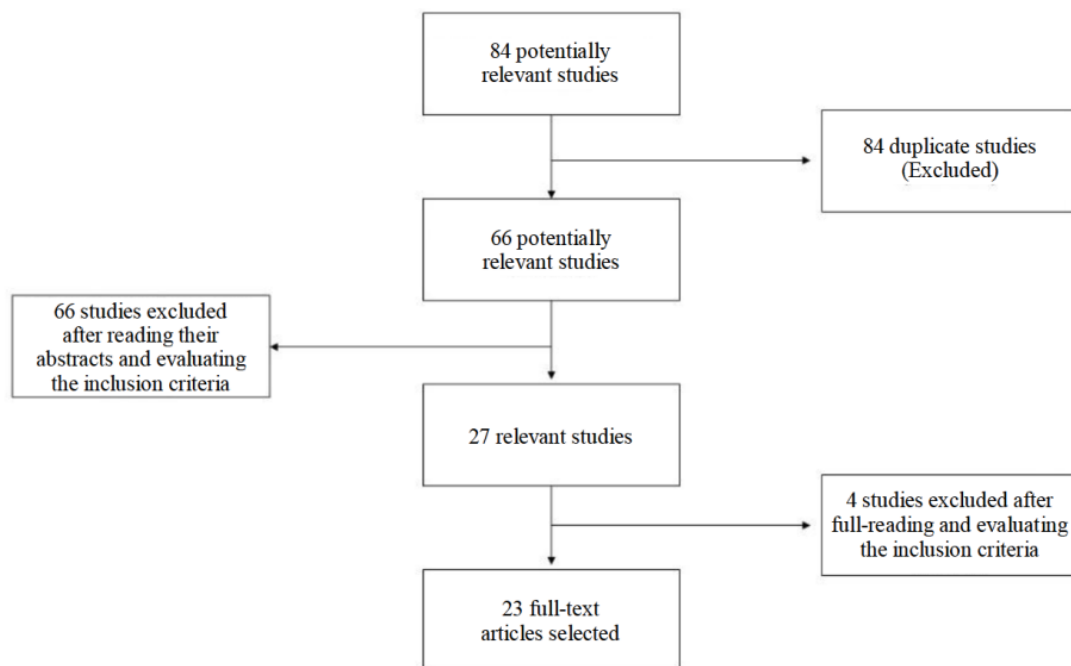 84 potentially
relevant studies
84 duplicate studies
(Excluded)
66 potentially
relevant studies
66 studies excluded
after reading their
abstracts and evaluating
the inclusion criteria
27 relevant studies
4 studies excluded after
full-reading and evaluating
the inclusion criteria
23 full-text
articles selected